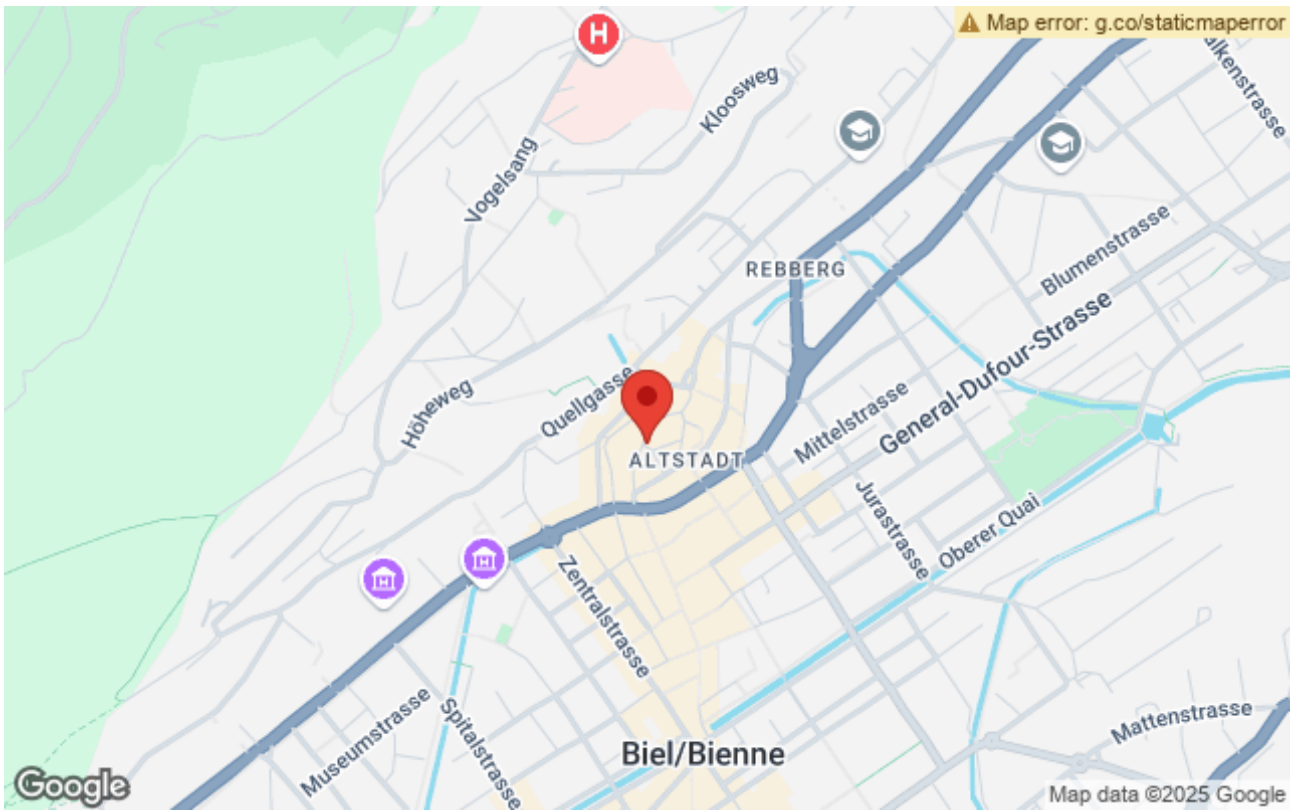 Map error: g.co/staticmaperror
H
Kloosweg
Vogelsang
REBBERG
Blumenstrasse
General-Dufour-Strasse
Höheweg
Quellgasse
Mittelstrasse
ALTSTADT
Jurastrasse
Oberer Quai
Zentralstrasse
Museumstrasse
Spitalstrasse
Mattenstrasse
Biel/Bienne
Google
Map data ©2025 Google